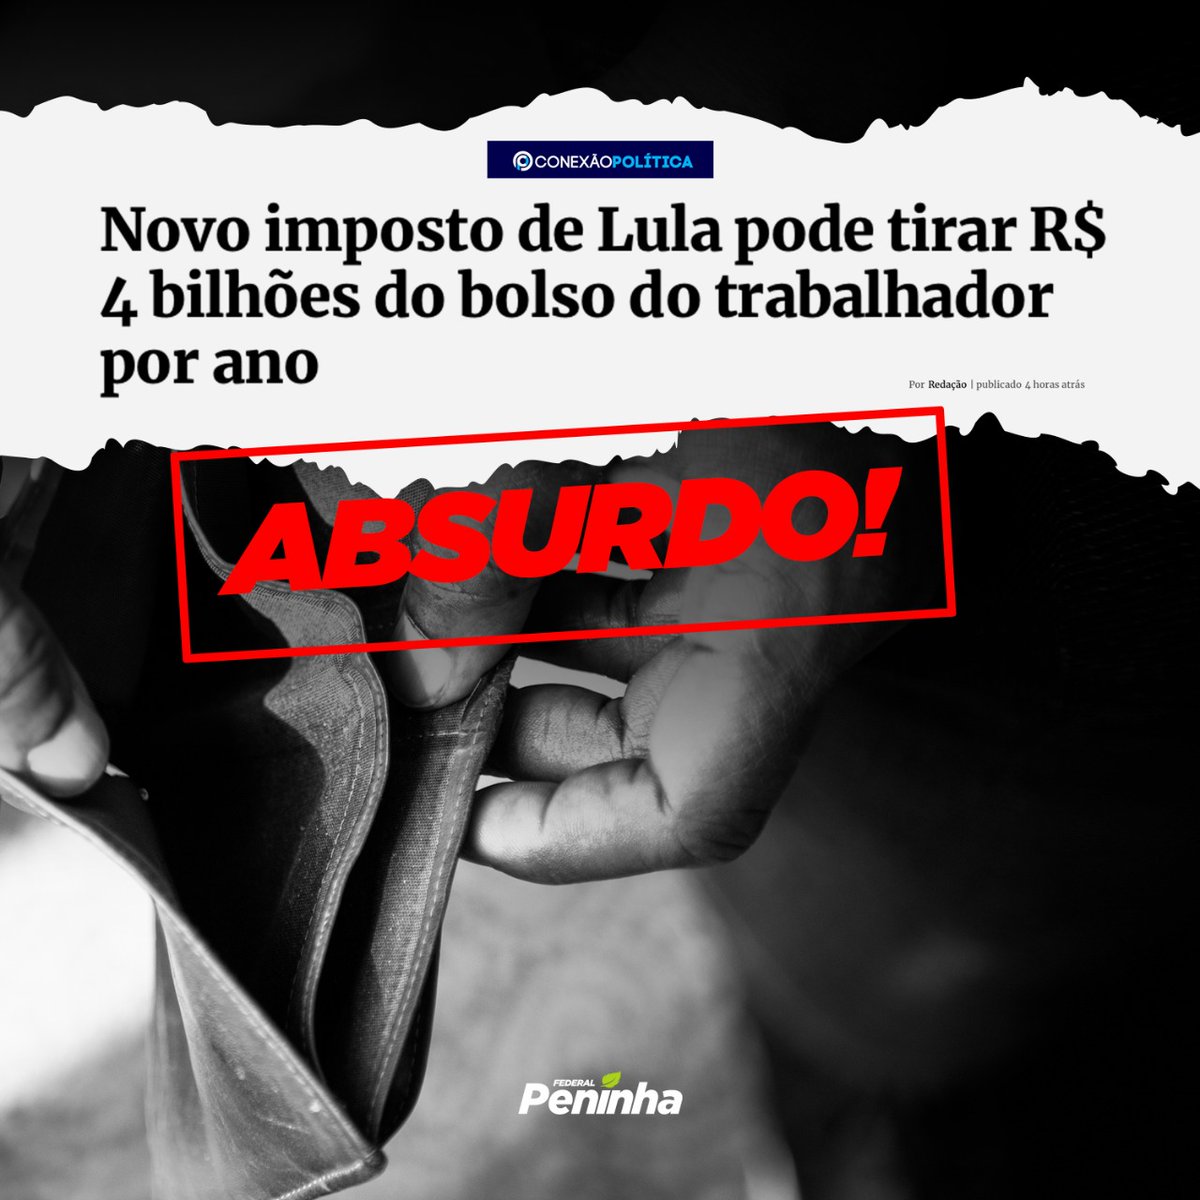 CONEXÃOPOLÍTICA
Novo imposto de Lula pode tirar R$
4 bilhões do bolso do trabalhador
por ano
Por Redação | publicado 4 horas atrás
ABSURDO!
FEDERAL
Peninha